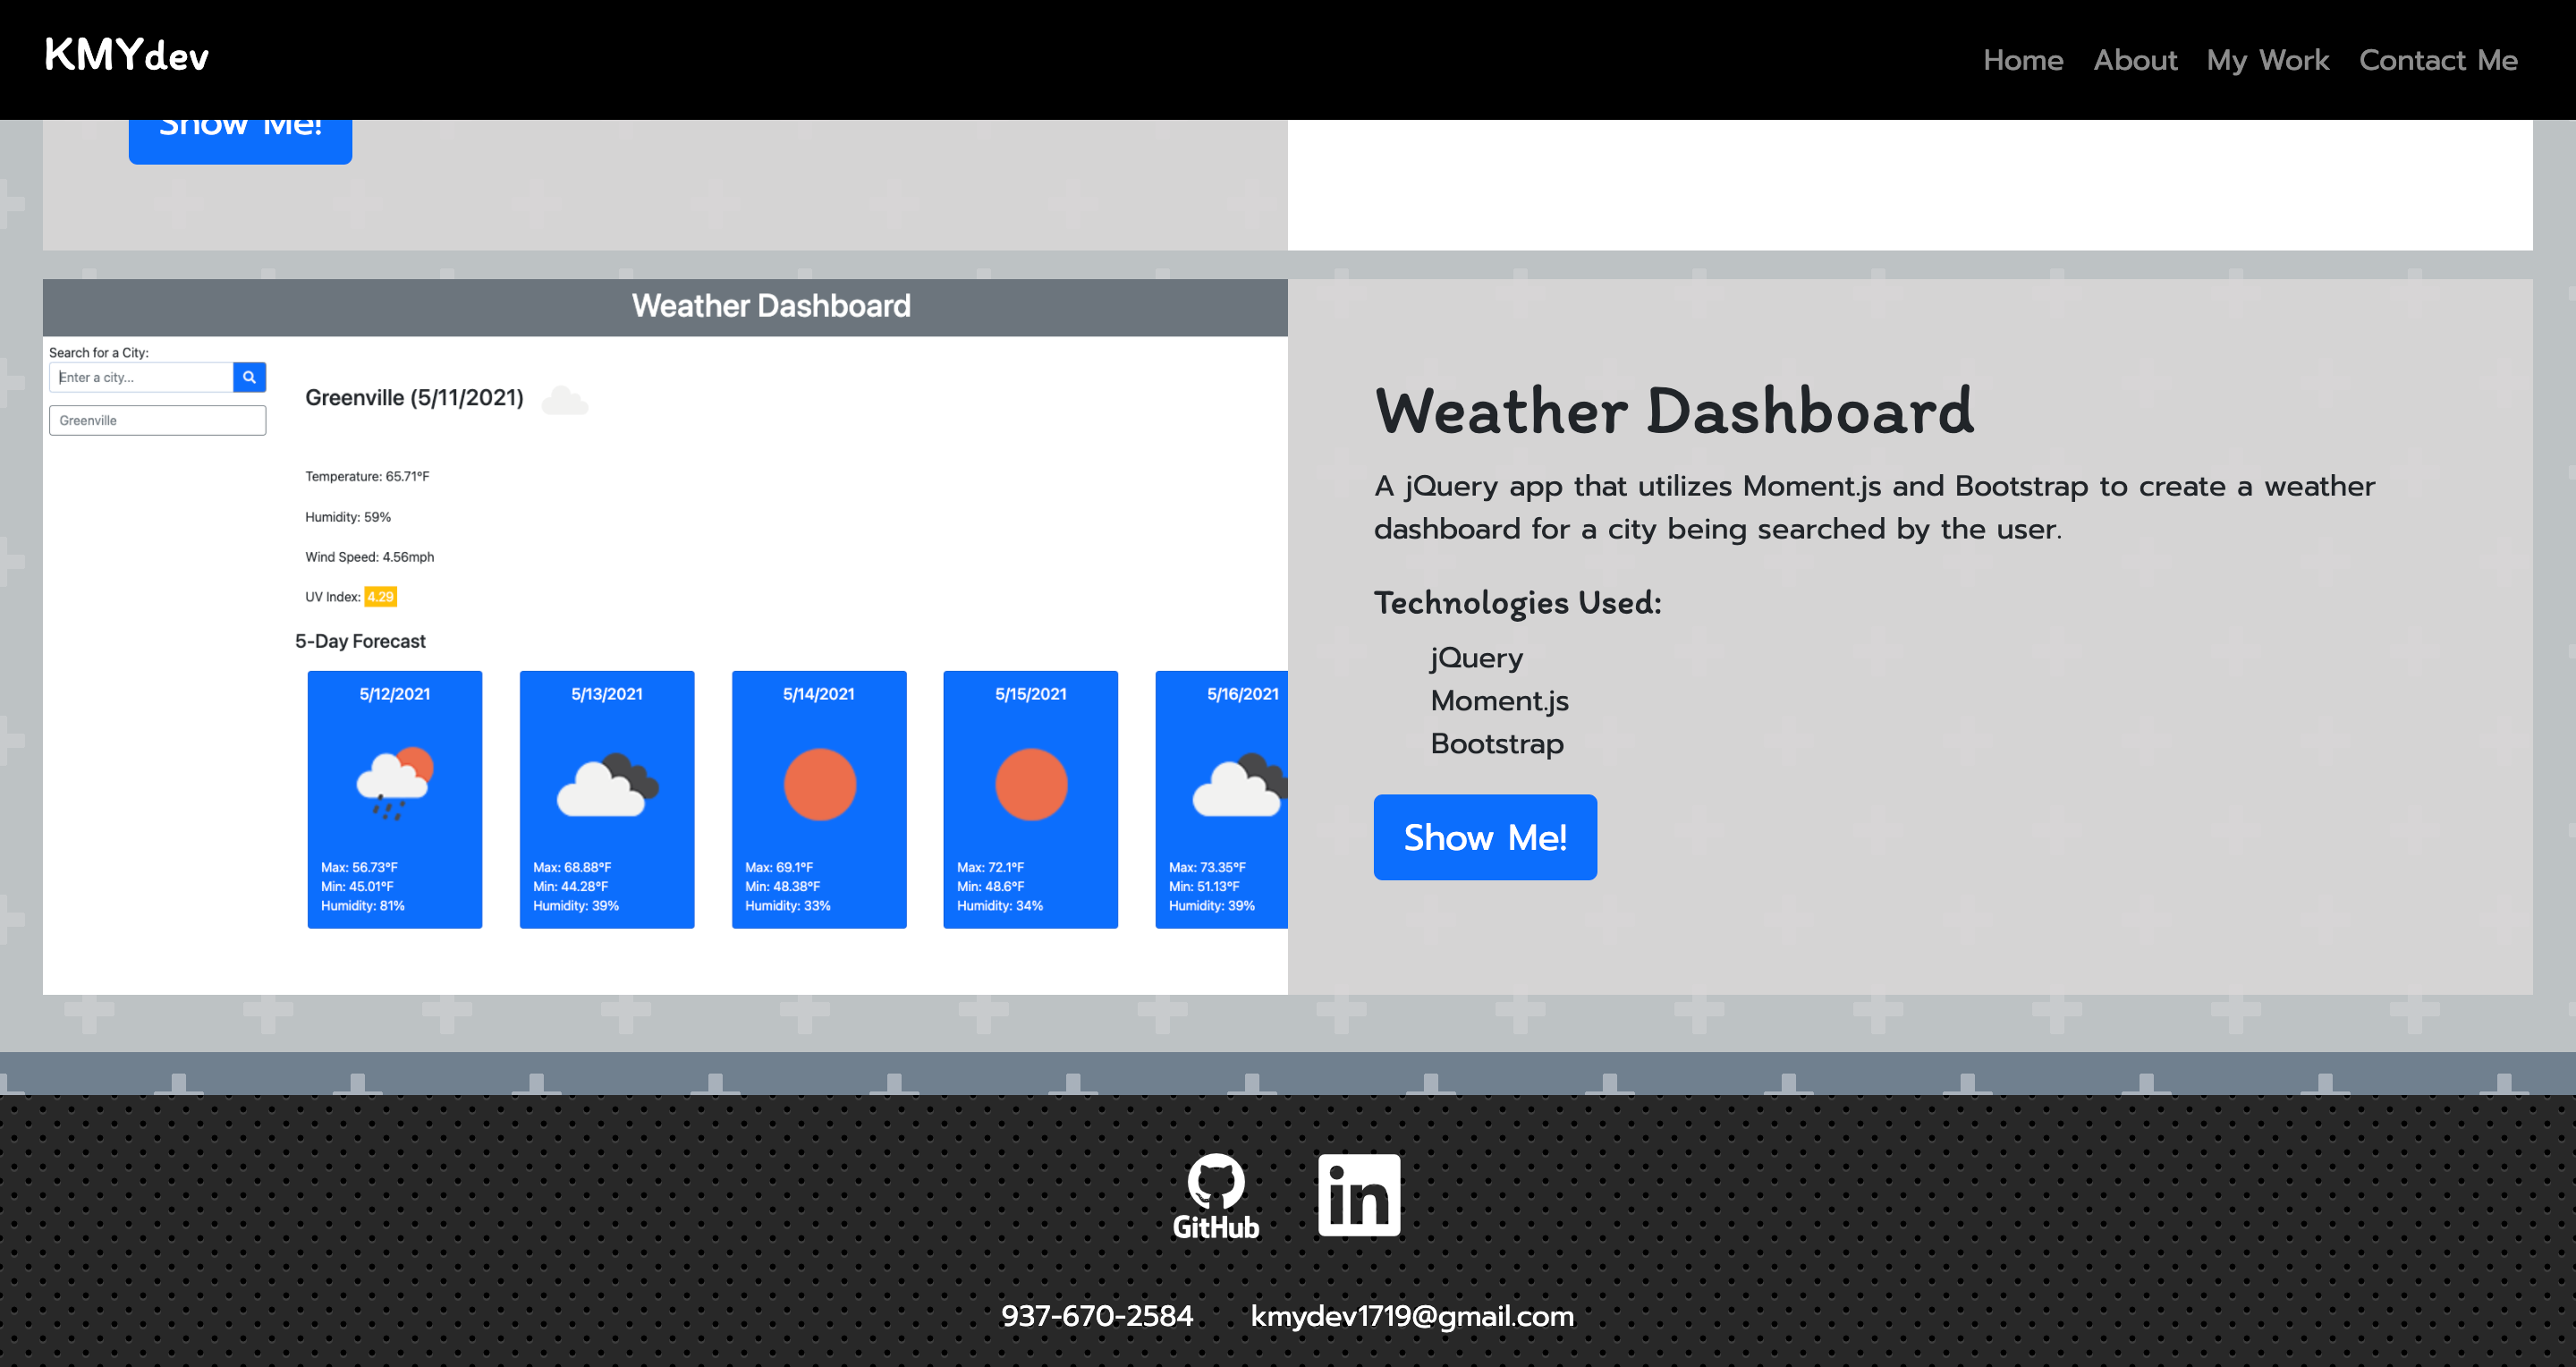 KMYdev
Home About My Work Contact Me
Show Me!
Weather Dashboard
Search for a City:
Enter a city...
Greenville
Greenville (5/11/2021)
Temperature: 65.71°F
Humidity: 59%
Wind Speed: 4.56mph
UV Index: 4.29
5-Day Forecast
5/12/2021
Max: 56.73°F
Min: 45.01°F
Humidity: 81%
5/13/2021
Max: 68.88°F
Min: 44.28°F
Humidity: 39%
5/14/2021
Max: 69.1°F
Min: 48.38°F
Humidity: 33%
5/15/2021
Max: 72.1°F
Min: 48.6°F
Humidity: 34%
5/16/2021
Max: 73.35°F
Min: 51.13°F
Humidity: 39%
Weather Dashboard
A jQuery app that utilizes Moment.js and Bootstrap to create a weather
dashboard for a city being searched by the user.
Technologies Used:
jQuery
Moment.js
Bootstrap
Show Me!
GitHub
in
937-670-2584 kmydev1719@gmail.com